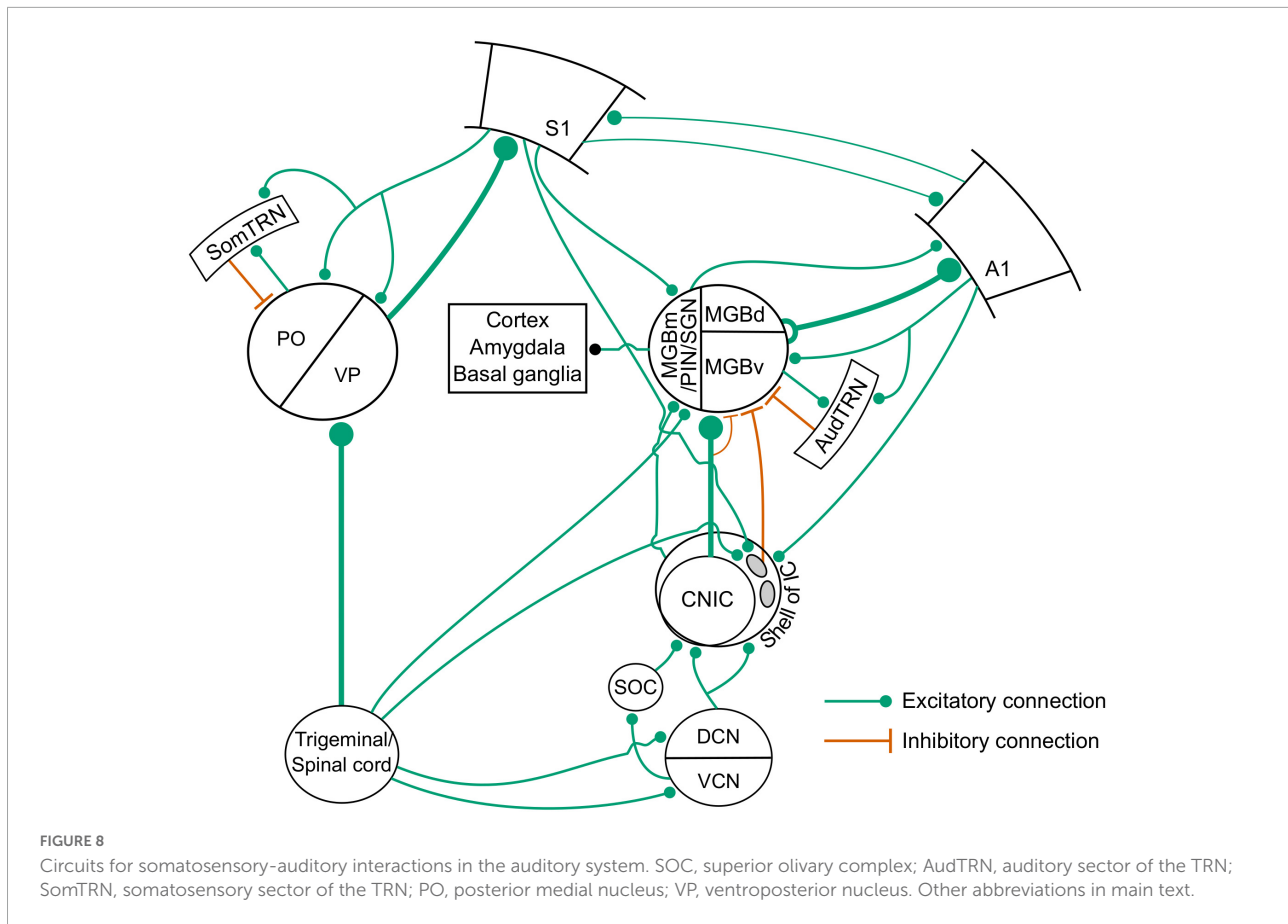 S1
SomTRN
A1
MGBm
/PIN/SGN
MGBd
MGBv
Cortex
Amygdala
Basal ganglia
PO
VP
AudTRN
CNIC
Shell of IC
SOC
Trigeminal/
Spinal cord
DCN
VCN
Excitatory connection
Inhibitory connection
FIGURE 8
Circuits for somatosensory-auditory interactions in the auditory system. SOC, superior olivary complex; AudTRN, auditory sector of the TRN;
SomTRN, somatosensory sector of the TRN; PO, posterior medial nucleus; VP, ventroposterior nucleus. Other abbreviations in main text.